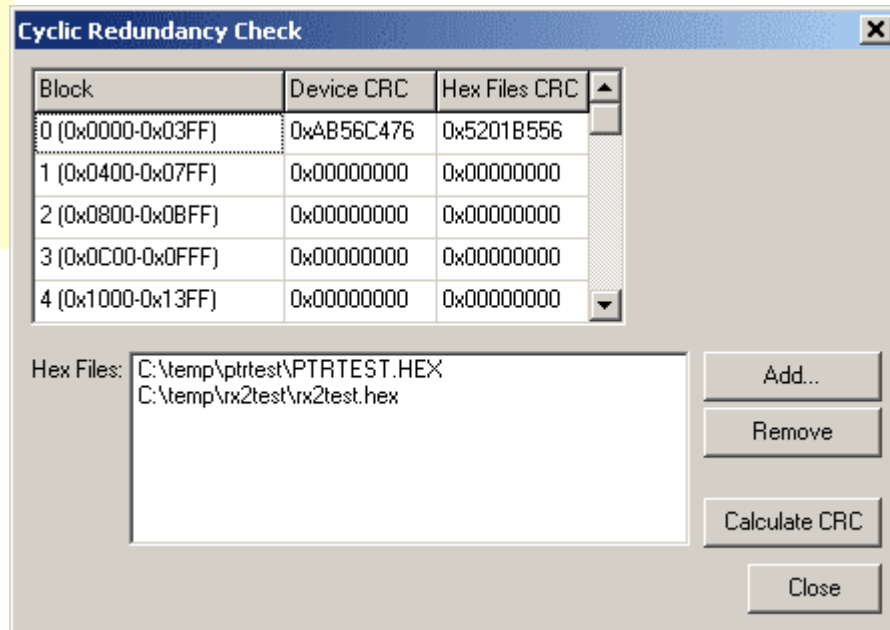 Cyclic Redundancy Check
Block Device CRC Hex Files CRC
0 (0x0000-0x03FF) 0xAB56C476 0x5201B556
1 (0x0400-0x07FF) 0x00000000 0x00000000
2 (0x0800-0x0BFF) 0x00000000 0x00000000
3 (0x0C00-0x0FFF) 0x00000000 0x00000000
4 (0x1000-0x13FF) 0x00000000 0x00000000
Hex Files: C:\temp\ptrtest\PTRTEST.HEX
C:\temp\rx2test\rx2test.hex
Add...
Remove
Calculate CRC
Close